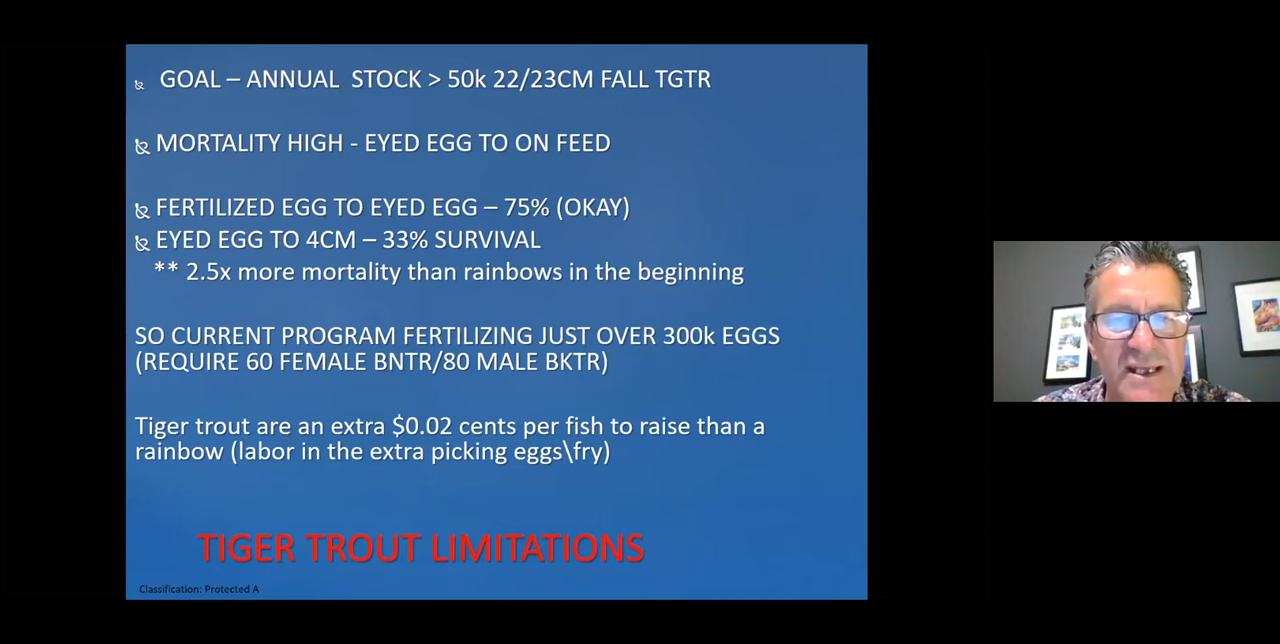 GOAL – ANNUAL STOCK > 50k 22/23CM FALL TGTR
MORTALITY HIGH - EYED EGG TO ON FEED
FERTILIZED EGG TO EYED EGG – 75% (OKAY)
EYED EGG TO 4CM – 33% SURVIVAL
** 2.5x more mortality than rainbows in the beginning
SO CURRENT PROGRAM FERTILIZING JUST OVER 300k EGGS
(REQUIRE 60 FEMALE BNTR/80 MALE BKTR)
Tiger trout are an extra $0.02 cents per fish to raise than a
rainbow (labor in the extra picking eggs\fry)
TIGER TROUT LIMITATIONS
Classification: Protected A